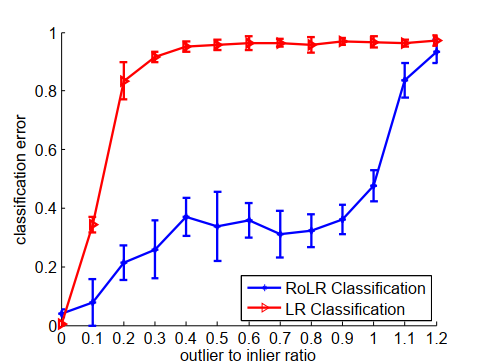 1
0.8
0.6
0.4
0.2
0
classification error
RoLR Classification
LR Classification
0 0.1 0.2 0.3 0.4 0.5 0.6 0.7 0.8 0.9 1 1.1 1.2
outlier to inlier ratio